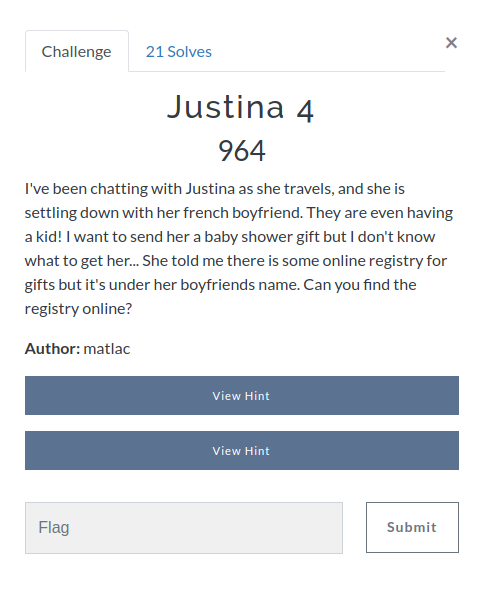 Challenge
21 Solves
×
Justina 4
964
I've been chatting with Justina as she travels, and she is
settling down with her french boyfriend. They are even having
a kid! I want to send her a baby shower gift but I don't know
what to get her... She told me there is some online registry for
gifts but it's under her boyfriends name. Can you find the
registry online?
Author: matlac
View Hint
View Hint
Flag
Submit